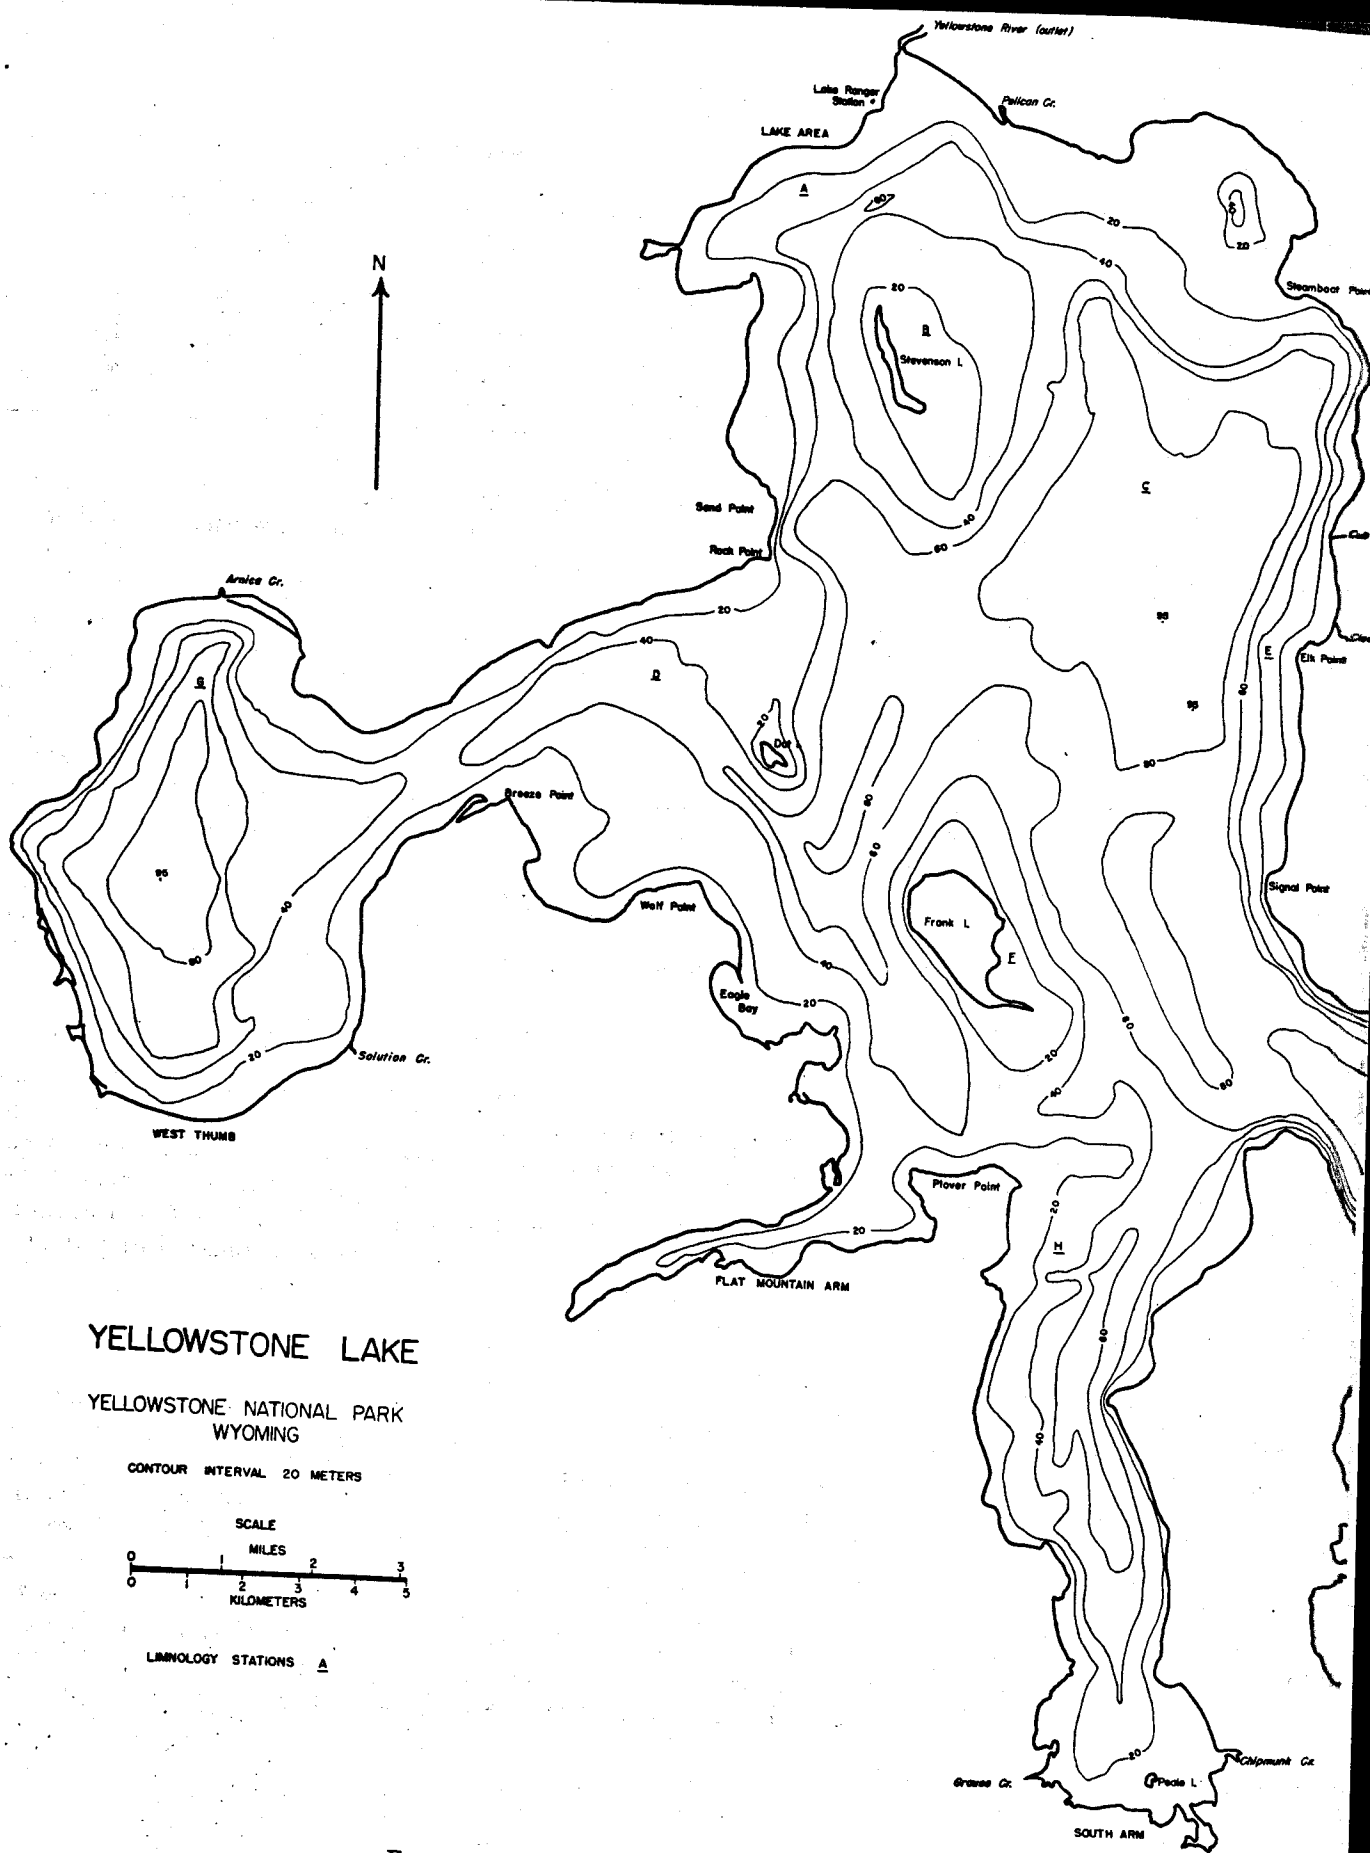 Yellowstone River (outlet)
Lake Ranger
Station
Pelican Cr.
LAKE AREA
A
60
40
20
20
20
40
Steamboat Point
N
20
B
Stevenson I.
C
Sand Point
40
Rock Point
60
Arnica Cr.
20
95
40
E
Elk Point
D
G
80
95
20
Dot I.
80
Breeze Point
60
60
95
Signal Point
40
Wolf Point
Frank I.
F
80
40
Eagle
Bay
20
60
20
20
Solution Cr.
80
40
WEST THUMB
Plover Point
20
20
H
FLAT MOUNTAIN ARM
YELLOWSTONE LAKE
60
YELLOWSTONE NATIONAL PARK
WYOMING
40
CONTOUR INTERVAL 20 METERS
SCALE
MILES
0 1 2 3
0 1 2 3 4 5
KILOMETERS
LIMNOLOGY STATIONS A
20
Chipmunk Cr.
Grouse Cr.
Peale I.
SOUTH ARM